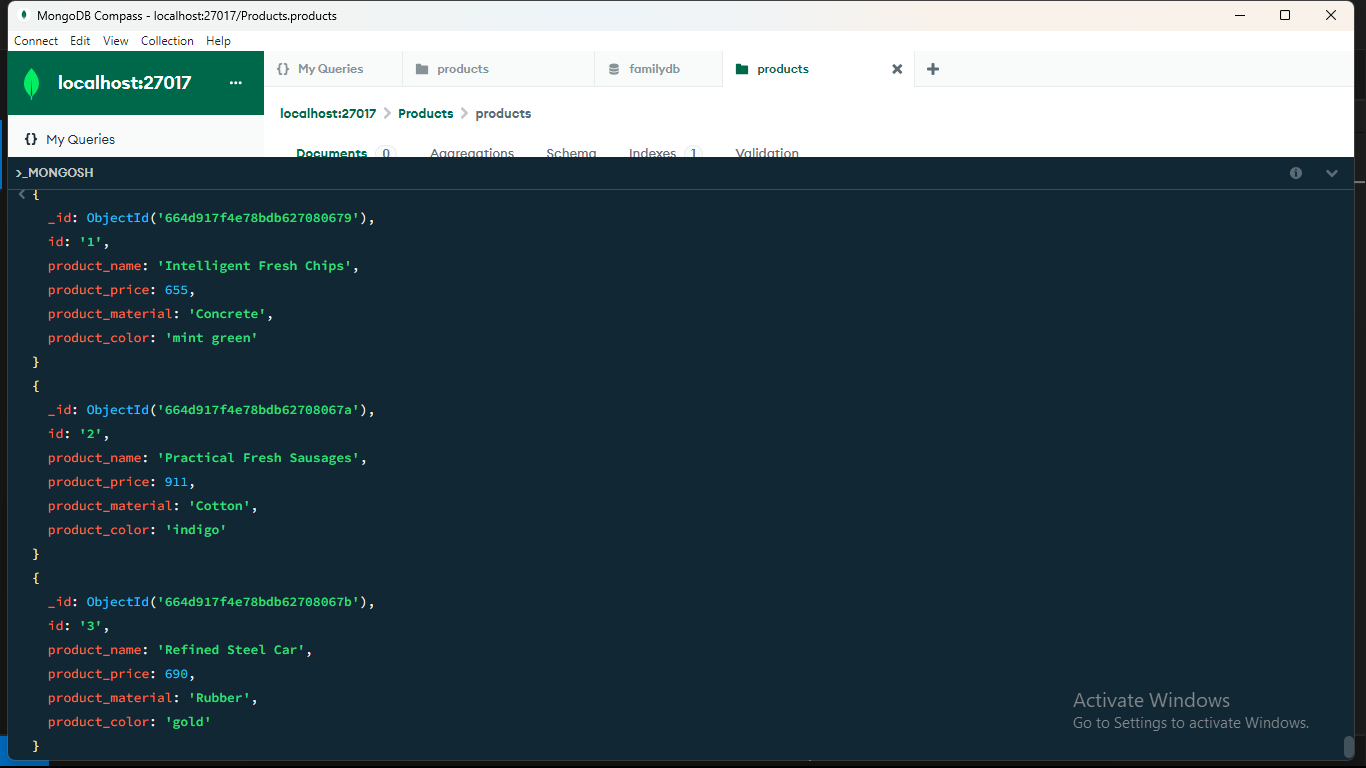 MongoDB Compass - localhost:27017/Products.products
Connect Edit View Collection Help
localhost:27017 ...
{} My Queries products familydb products
localhost:27017 > Products > products
{} My Queries
Documents 0 Aggregations Schema Indexes 1 Validation
>_MONGOSH
< {
_id: ObjectId('664d917f4e78bdb627080679'),
id: '1',
product_name: 'Intelligent Fresh Chips',
product_price: 655,
product_material: 'Concrete',
product_color: 'mint green'
}
{
_id: ObjectId('664d917f4e78bdb62708067a'),
id: '2',
product_name: 'Practical Fresh Sausages',
product_price: 911,
product_material: 'Cotton',
product_color: 'indigo'
}
{
_id: ObjectId('664d917f4e78bdb62708067b'),
id: '3',
product_name: 'Refined Steel Car',
product_price: 690,
product_material: 'Rubber',
product_color: 'gold'
}
Activate Windows
Go to Settings to activate Windows.